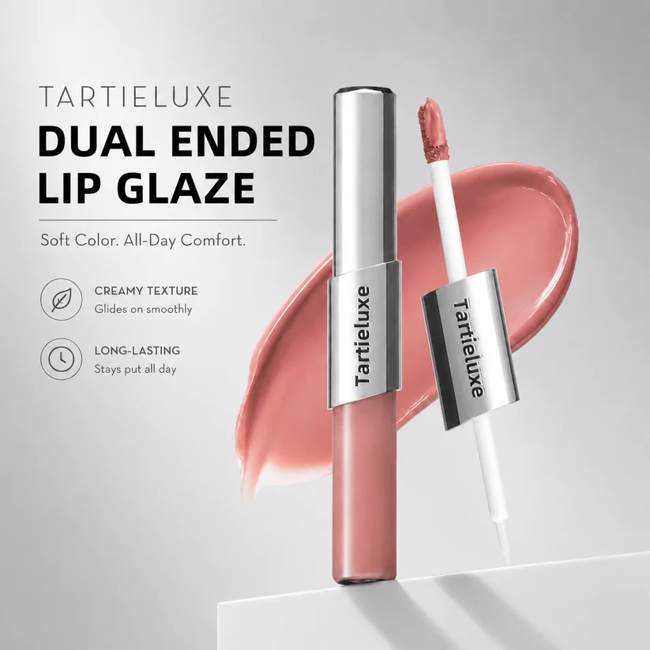 TARTIELUXE
DUAL ENDED
LIP GLAZE
Soft Color. All-Day Comfort.
CREAMY TEXTURE
Glides on smoothly
LONG-LASTING
Stays put all day
Tartieluxe
Tartieluxe